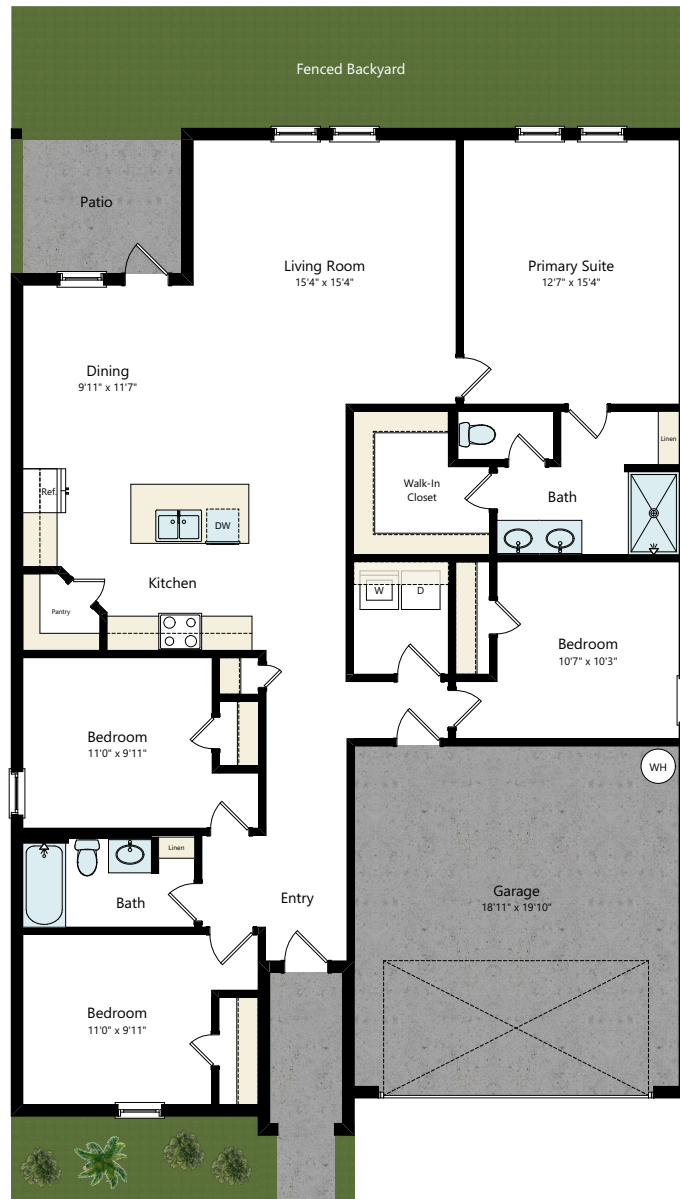 Fenced Backyard
Patio
Living Room
15'4" x 15'4"
Primary Suite
12'7" x 15'4"
Dining
9'11" x 11'7"
Linen
Walk-In
Closet
Ref.
Bath
DW
Kitchen
W
D
Pantry
Bedroom
10'7" x 10'3"
Bedroom
11'0" x 9'11"
WH
Linen
Bath
Entry
Garage
18'11" x 19'10"
Bedroom
11'0" x 9'11"